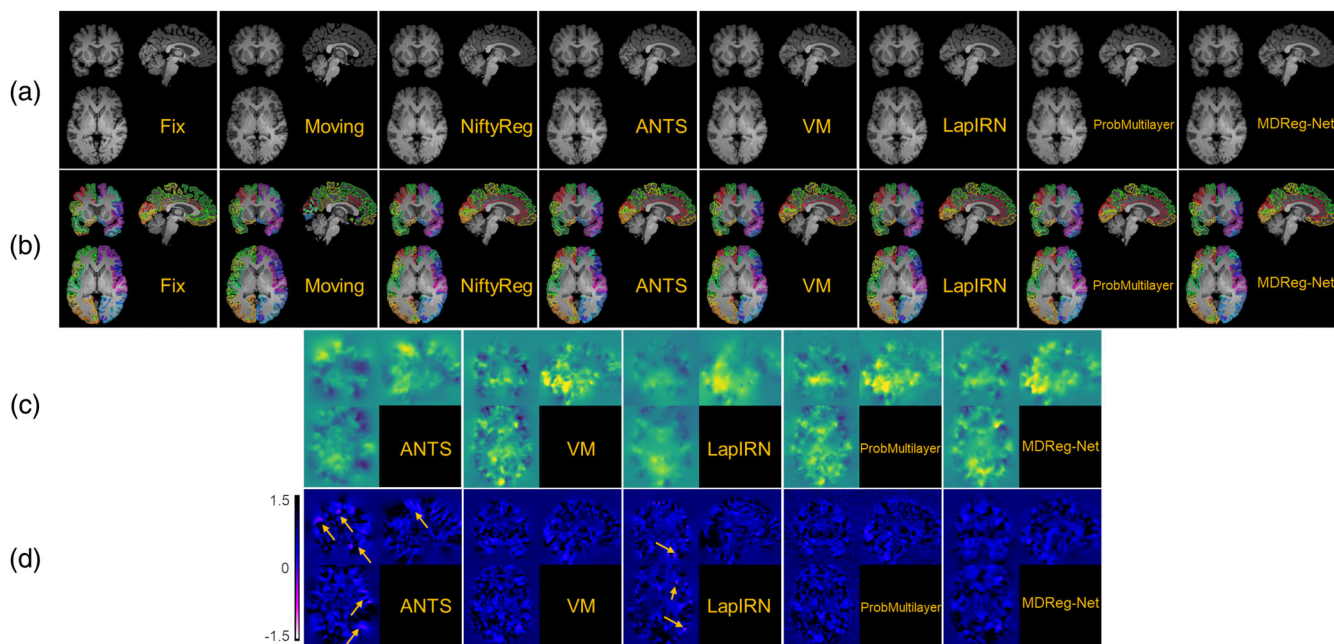 (a)
Fix
Moving
NiftyReg
ANTS
VM
LapIRN
ProbMultilayer
MDReg-Net
(b)
Fix
Moving
NiftyReg
ANTS
VM
LapIRN
ProbMultilayer
MDReg-Net
(c)
ANTS
VM
LapIRN
ProbMultilayer
MDReg-Net
(d)
1.5
0
-1.5
ANTS
VM
LapIRN
ProbMultilayer
MDReg-Net